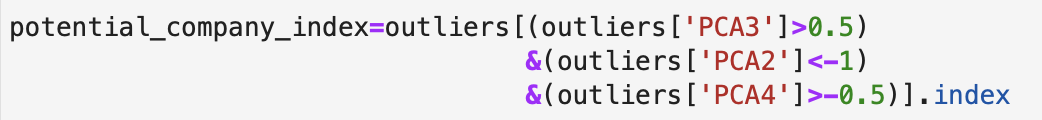 potential_company_index=outliers[(outliers['PCA3']>0.5)
&(outliers['PCA2']<-1)
&(outliers['PCA4']>-0.5)].index